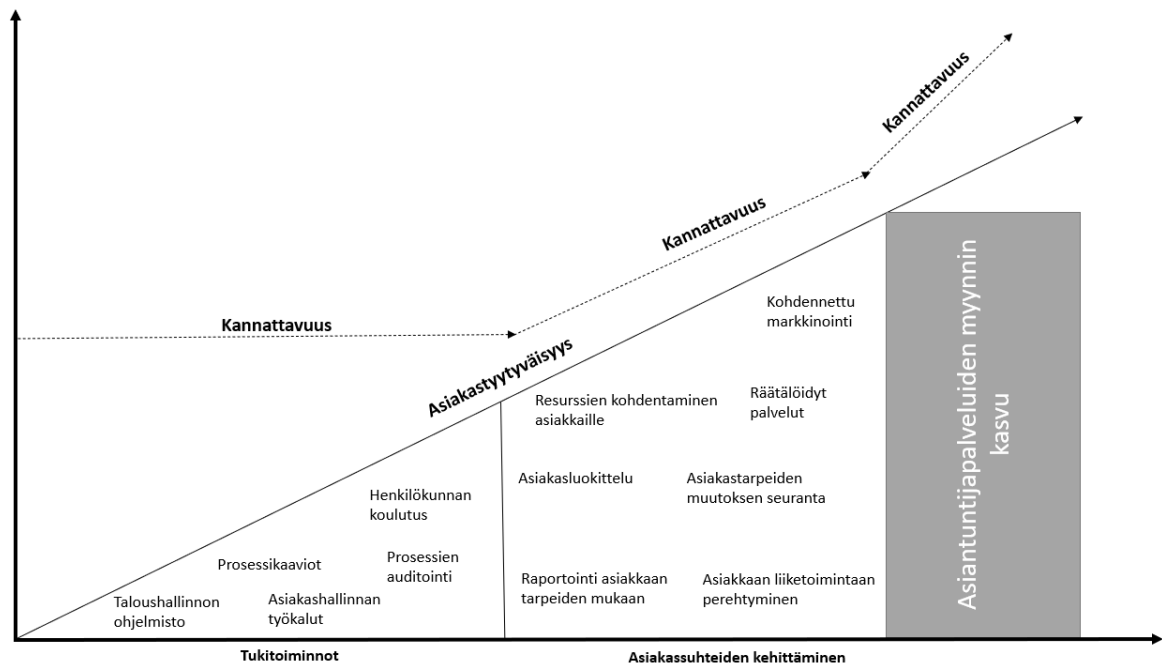 Kannattavuus
Kannattavuus
Kannattavuus
Asiakastyytyväisyys
Kohdennettu
markkinointi
Resurssien kohdentaminen
asiakkaille
Räätälöidyt
palvelut
Asiakasluokittelu
Asiakastarpeiden
muutoksen seuranta
Henkilökunnan
koulutus
Prosessikaaviot
Prosessien
auditointi
Taloushallinnon
ohjelmisto
Asiakashallinnan
työkalut
Raportointi asiakkaan
tarpeiden mukaan
Asiakkaan liiketoimintaan
perehtyminen
Asiantuntijapalveluiden myynnin
kasvu
Tukitoiminnot
Asiakassuhteiden kehittäminen